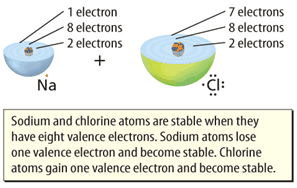 1 electron
8 electrons
2 electrons
7 electrons
8 electrons
2 electrons
+
Na
Cl
Sodium and chlorine atoms are stable when they
have eight valence electrons. Sodium atoms lose
one valence electron and become stable. Chlorine
atoms gain one valence electron and become stable.